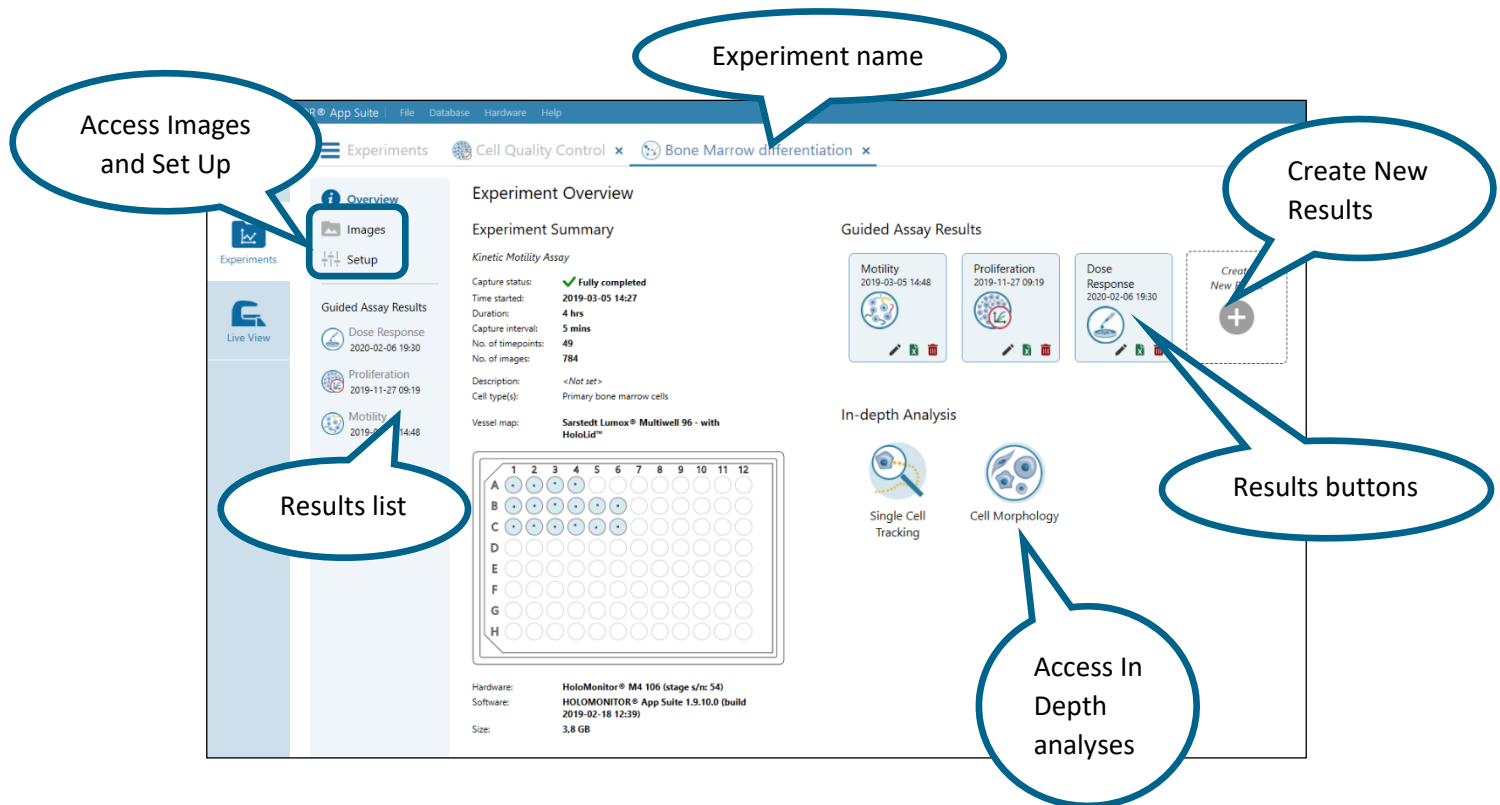 Experiment name
Access Images
and Set Up
Create New
Results
R® App Suite File Database Hardware Help
Experiments Cell Quality Control × Bone Marrow differentiation ×
Experiments
Live View
Overview
Images
Setup
Guided Assay Results
Dose Response
2020-02-06 19:30
Proliferation
2019-11-27 09:19
Motility
14:48
Results list
Experiment Overview
Experiment Summary
Kinetic Motility Assay
Capture status: Fully completed
Time started: 2019-03-05 14:27
Duration: 4 hrs
Capture interval: 5 mins
No. of timepoints: 49
No. of images: 784
Description: <Not set>
Cell type(s): Primary bone marrow cells
Vessel map: Sarstedt Lumox® Multiwell 96 - with
HoloLid™
1 2 3 4 5 6 7 8 9 10 11 12
A
B
C
D
E
F
G
H
Hardware: HoloMonitor® M4 106 (stage s/n: 54)
Software: HOLOMONITOR® App Suite 1.9.10.0 (build
2019-02-18 12:39)
Size: 3,8 GB
Guided Assay Results
Motility
2019-03-05 14:48
Proliferation
2019-11-27 09:19
Dose
Response
2020-02-06 19:30
New
In-depth Analysis
Single Cell
Tracking
Cell Morphology
Results buttons
Access In
Depth
analyses